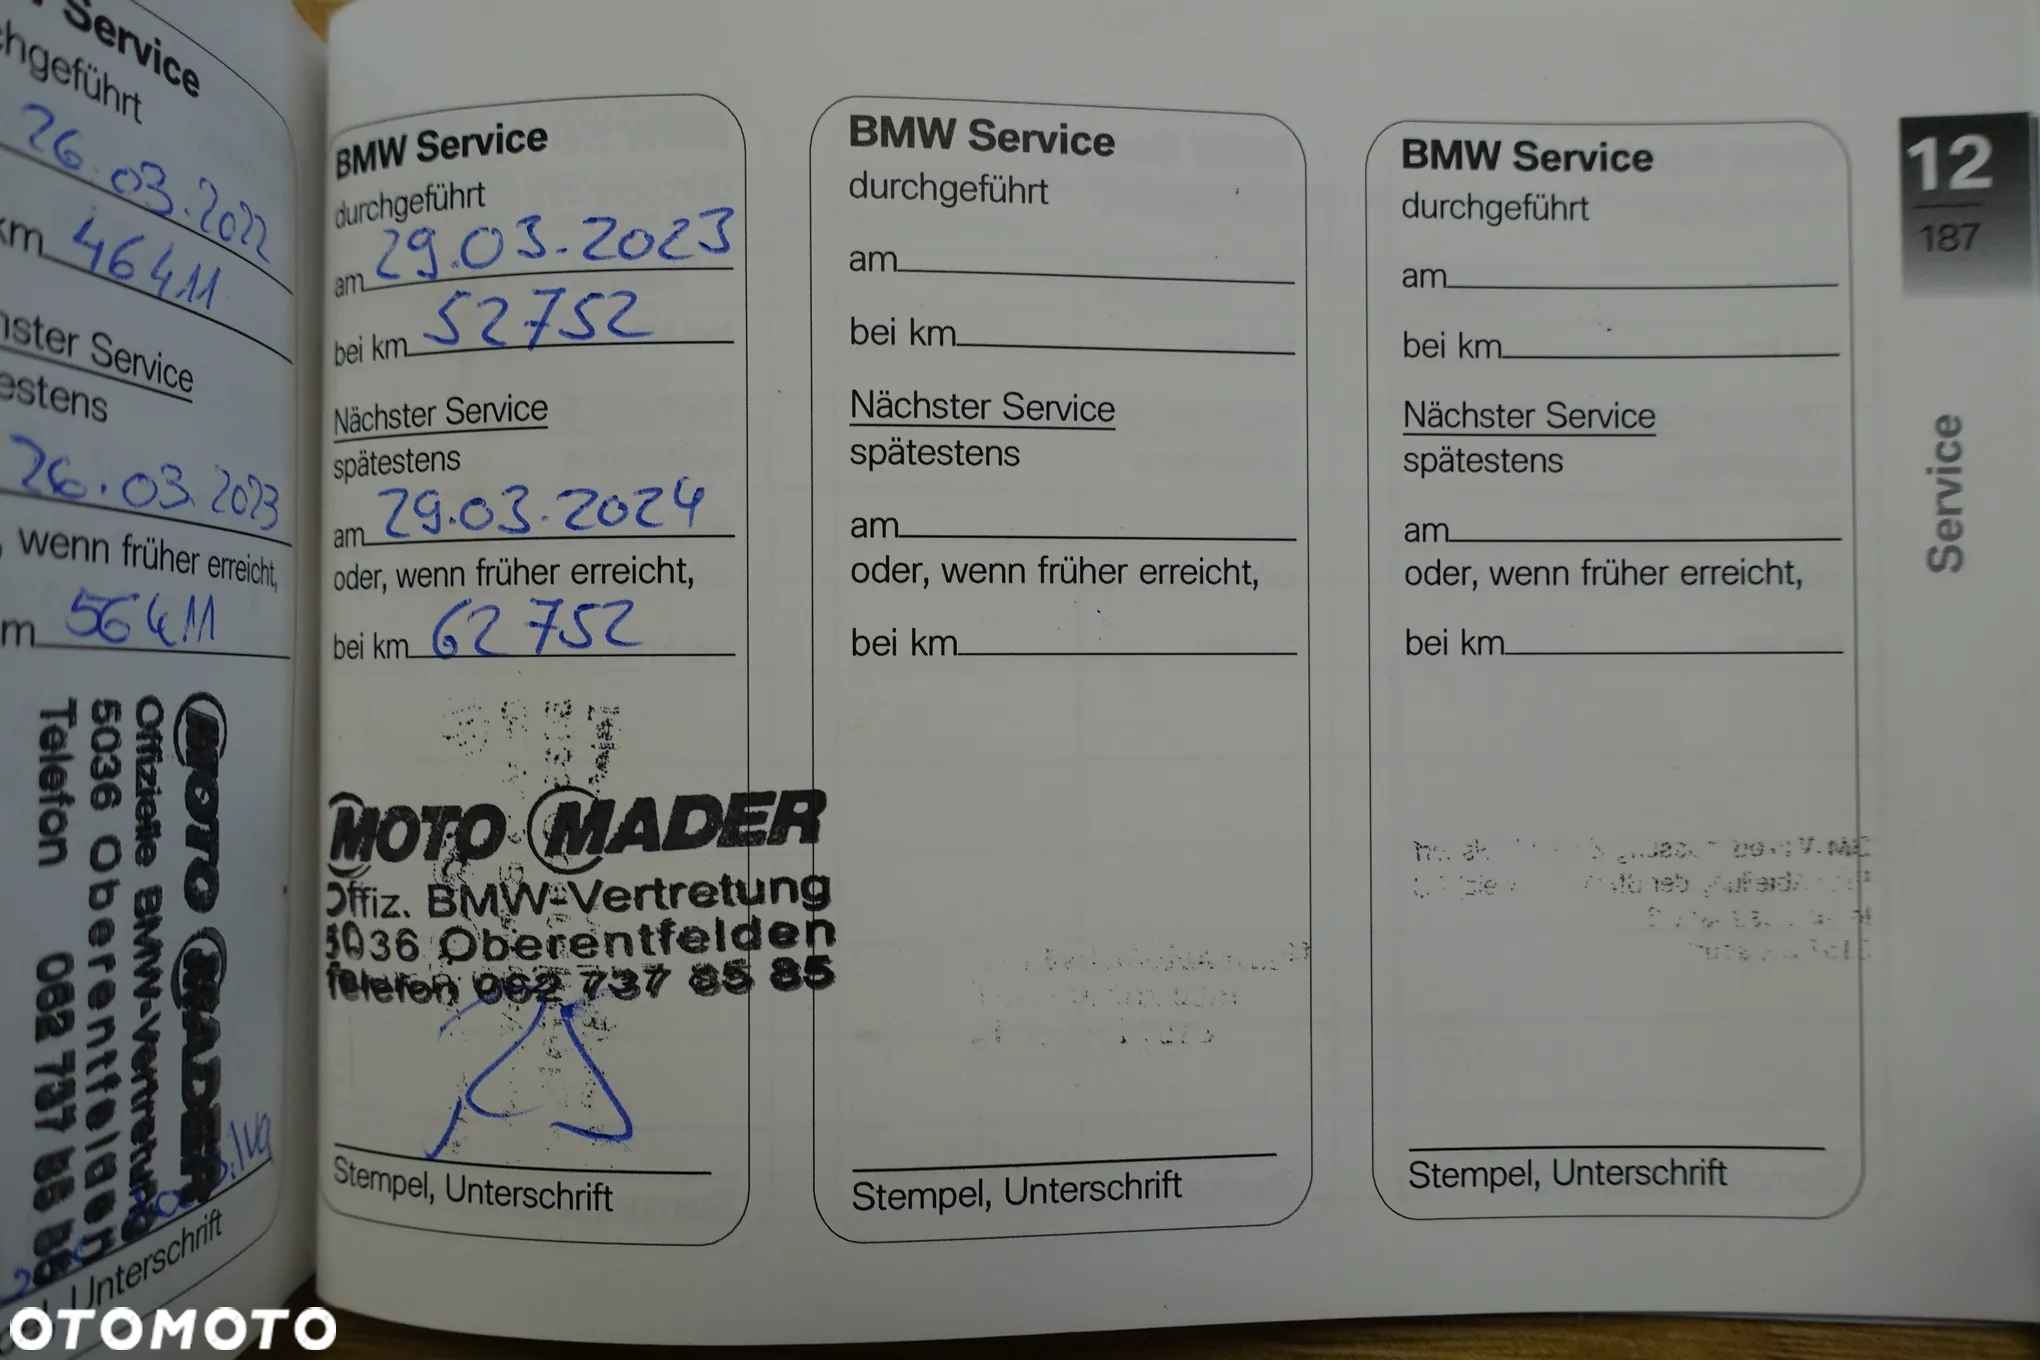 Service
chgeführt
26.03.2022
km 46411
Service
26.03.2023
, wenn früher erreicht,
m 56411
MOTO MADER
Offizielle BMW-Vertretung
5036 Oberentfelden
Telefon 062 737 85 85
Unterschrift
BMW Service
durchgeführt
am 29.03.2023
bei km 52752
Nächster Service
spätestens
am 29.03.2024
oder, wenn früher erreicht,
bei km 62752
MOTO MADER
Offiz. BMW-Vertretung
5036 Oberentfelden
Telefon 062 737 85 85
Stempel, Unterschrift
BMW Service
durchgeführt
am
bei km
Nächster Service
spätestens
am
oder, wenn früher erreicht,
bei km
Stempel, Unterschrift
BMW Service
durchgeführt
am
bei km
Nächster Service
spätestens
am
oder, wenn früher erreicht,
bei km
Stempel, Unterschrift
12
187
Service
OTOMOTO